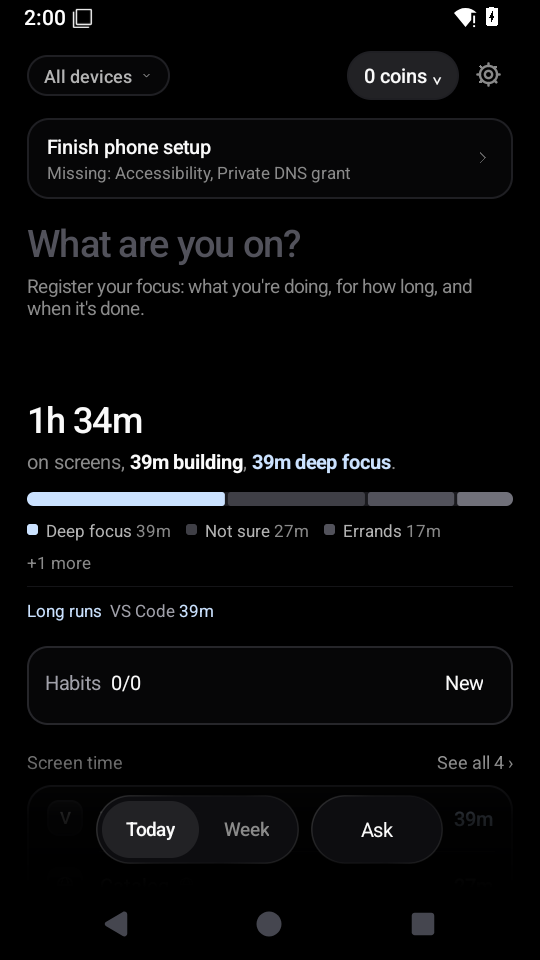 2:00
All devices
0 coins
Finish phone setup
Missing: Accessibility, Private DNS grant
What are you on?
Register your focus: what you're doing, for how long, and
when it's done.
1h 34m
on screens, 39m building, 39m deep focus.
Deep focus 39m Not sure 27m Errands 17m
+1 more
Long runs VS Code 39m
Habits 0/0 New
Screen time See all 4 ›
V 39m
Today Week Ask